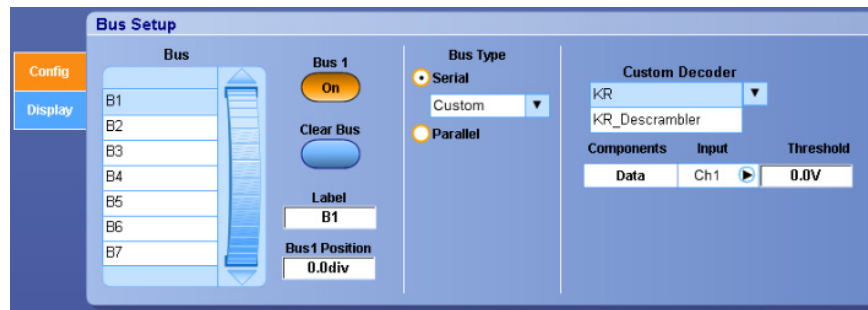 Bus Setup
Config
Display
Bus
B1
B2
B3
B4
B5
B6
B7
Bus 1
On
Clear Bus
Label
B1
Bus1 Position
0.0div
Bus Type
Serial
Custom
Parallel
Custom Decoder
KR
KR_Descrambler
Components Input Threshold
Data Ch1 0.0V